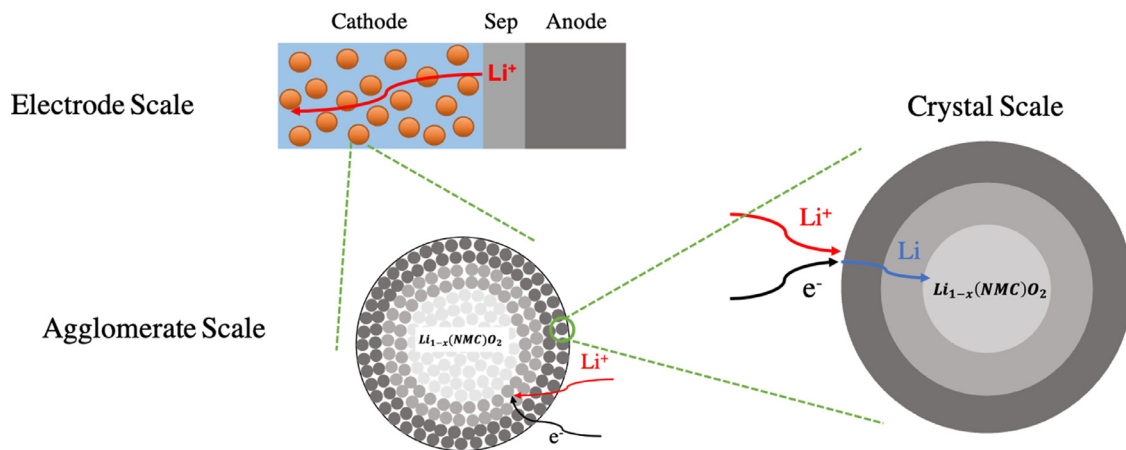 Cathode Sep Anode
Li⁺
Electrode Scale
Crystal Scale
Li⁺
Li
e⁻
Li₁₋ₓ(NMC)O₂
Agglomerate Scale
Li₁₋ₓ(NMC)O₂
Li⁺
e⁻